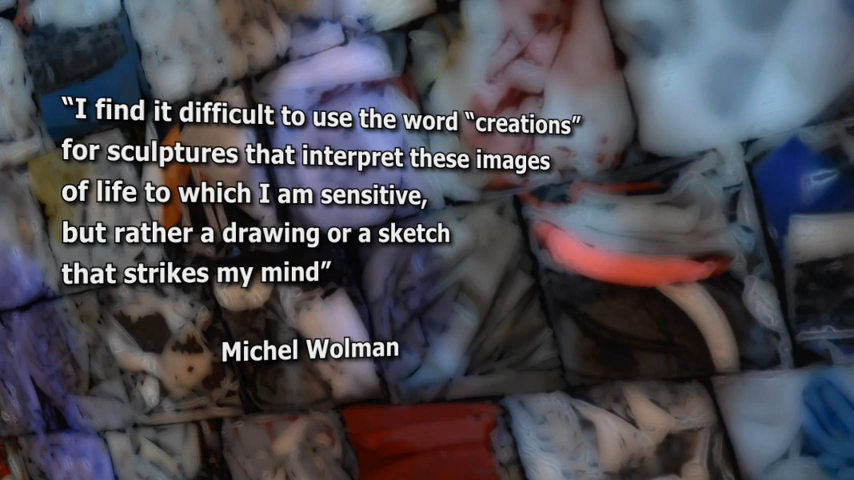 “I find it difficult to use the word “creations”
for sculptures that interpret these images
of life to which I am sensitive,
but rather a drawing or a sketch
that strikes my mind”
Michel Wolman